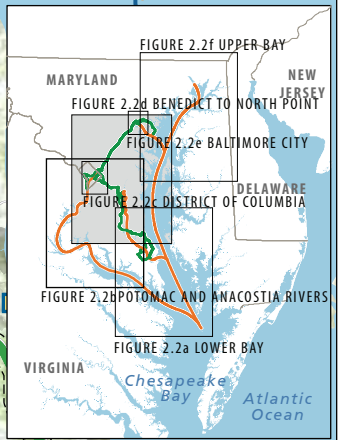 FIGURE 2.2f UPPER BAY
MARYLAND
NEW
JERSEY
FIGURE 2.2d BENEDICT TO NORTH POINT
FIGURE 2.2e BALTIMORE CITY
DELAWARE
FIGURE 2.2c DISTRICT OF COLUMBIA
FIGURE 2.2bPOTOMAC AND ANACOSTIA RIVERS
FIGURE 2.2a LOWER BAY
VIRGINIA
Chesapeake
Bay
Atlantic
Ocean